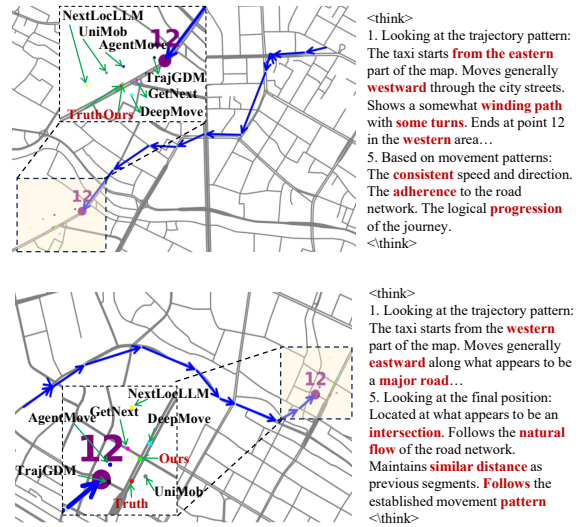 NextLocLLM
12
UniMob
AgentMove
TrajGDM
GetNext
TruthOurs
DeepMove
12
<think>
1. Looking at the trajectory pattern:
The taxi starts from the eastern
part of the map. Moves generally
westward through the city streets.
Shows a somewhat winding path
with some turns. Ends at point 12
in the western area…
5. Based on movement patterns:
The consistent speed and direction.
The adherence to the road
network. The logical progression
of the journey.
<\think>
12
NextLocLLM
GetNext
AgentMove
DeepMove
12
Ours
TrajGDM
UniMob
Truth
<think>
1. Looking at the trajectory pattern:
The taxi starts from the western
part of the map. Moves generally
eastward along what appears to be
a major road…
5. Looking at the final position:
Located at what appears to be an
intersection. Follows the natural
flow of the road network.
Maintains similar distance as
previous segments. Follows the
established movement pattern
<\think>